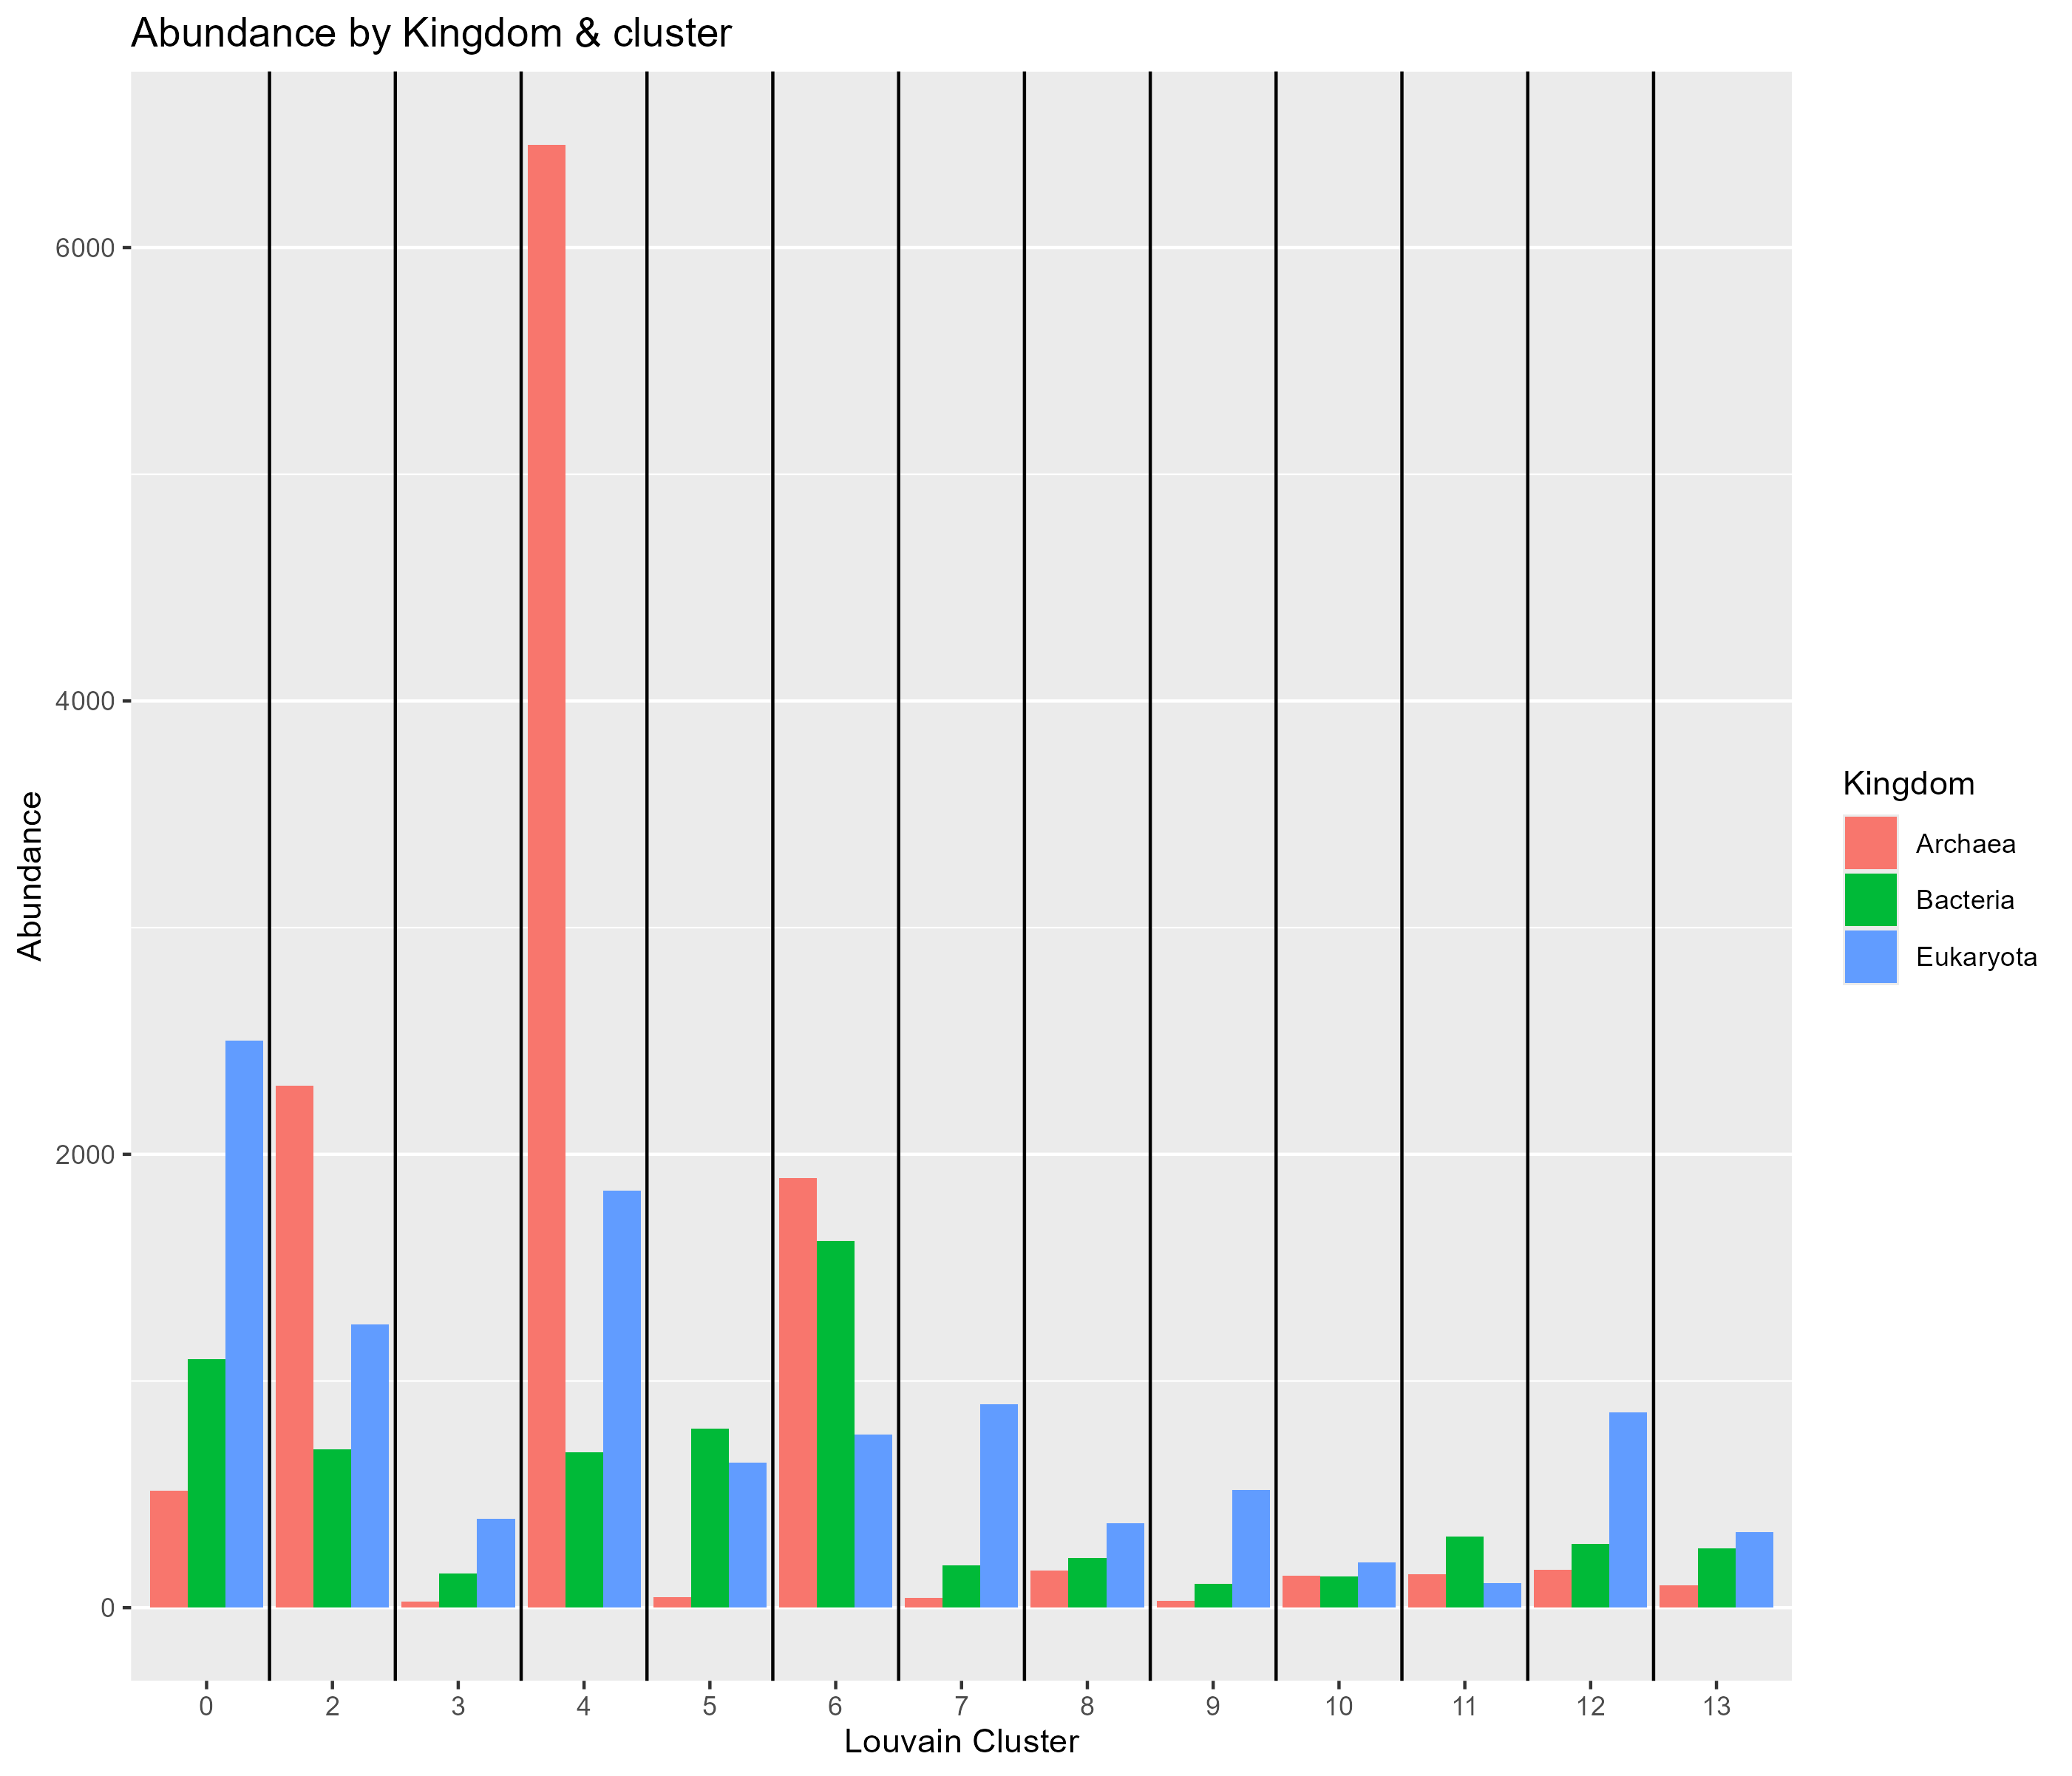 Abundance by Kingdom & cluster
6000
4000
2000
0
Abundance
0 2 3 4 5 6 7 8 9 10 11 12 13
Louvain Cluster
Kingdom
Archaea
Bacteria
Eukaryota